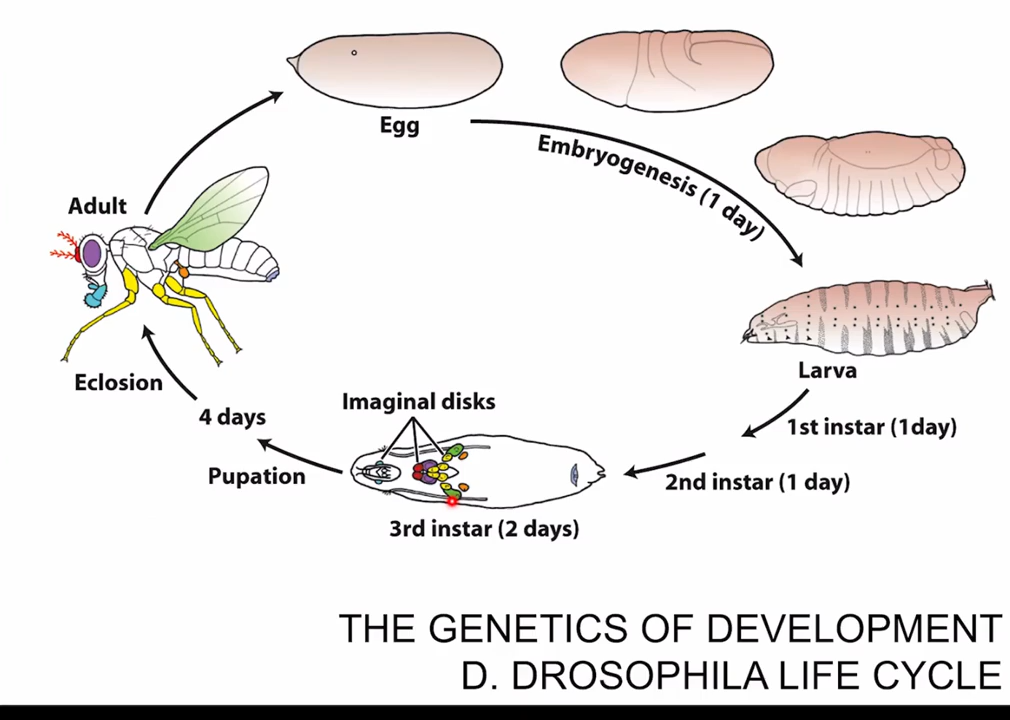 Egg
Embryogenesis (1 day)
Adult
Larva
Eclosion
Imaginal disks
4 days
1st instar (1day)
Pupation
2nd instar (1 day)
3rd instar (2 days)
THE GENETICS OF DEVELOPMENT
D. DROSOPHILA LIFE CYCLE